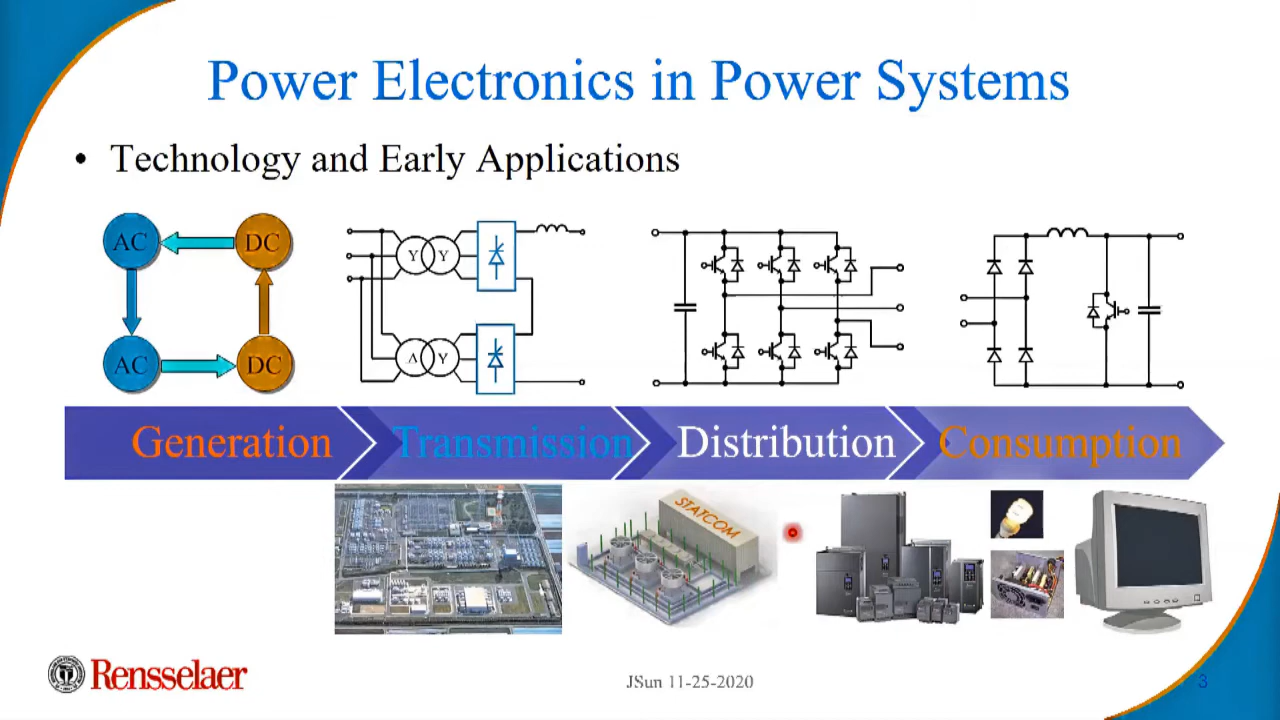 Power Electronics in Power Systems
• Technology and Early Applications
AC DC
AC DC
Y Y
Δ Y
Generation Transmission Distribution Consumption
STATCOM
Rensselaer
JSun 11-25-2020
3